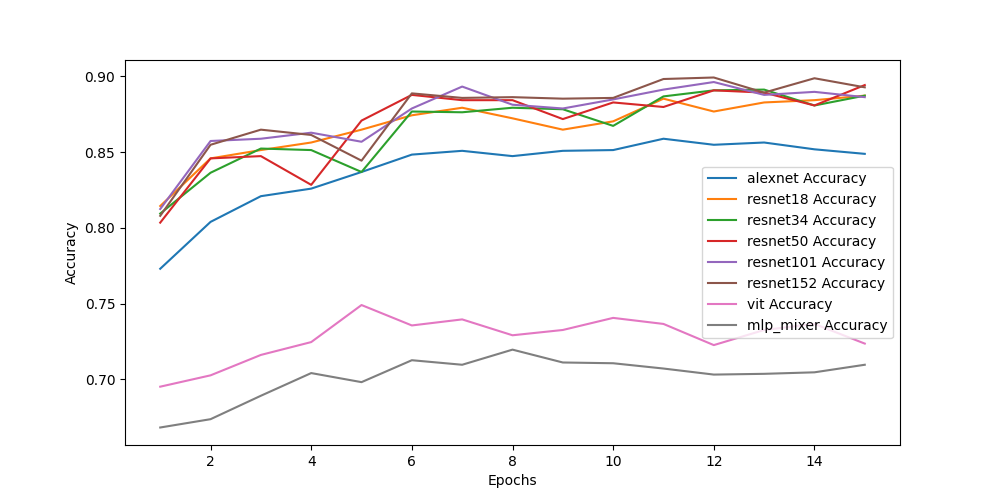 0.90
0.85
0.80
0.75
0.70
Accuracy
alexnet Accuracy
resnet18 Accuracy
resnet34 Accuracy
resnet50 Accuracy
resnet101 Accuracy
resnet152 Accuracy
vit Accuracy
mlp_mixer Accuracy
2 4 6 8 10 12 14
Epochs